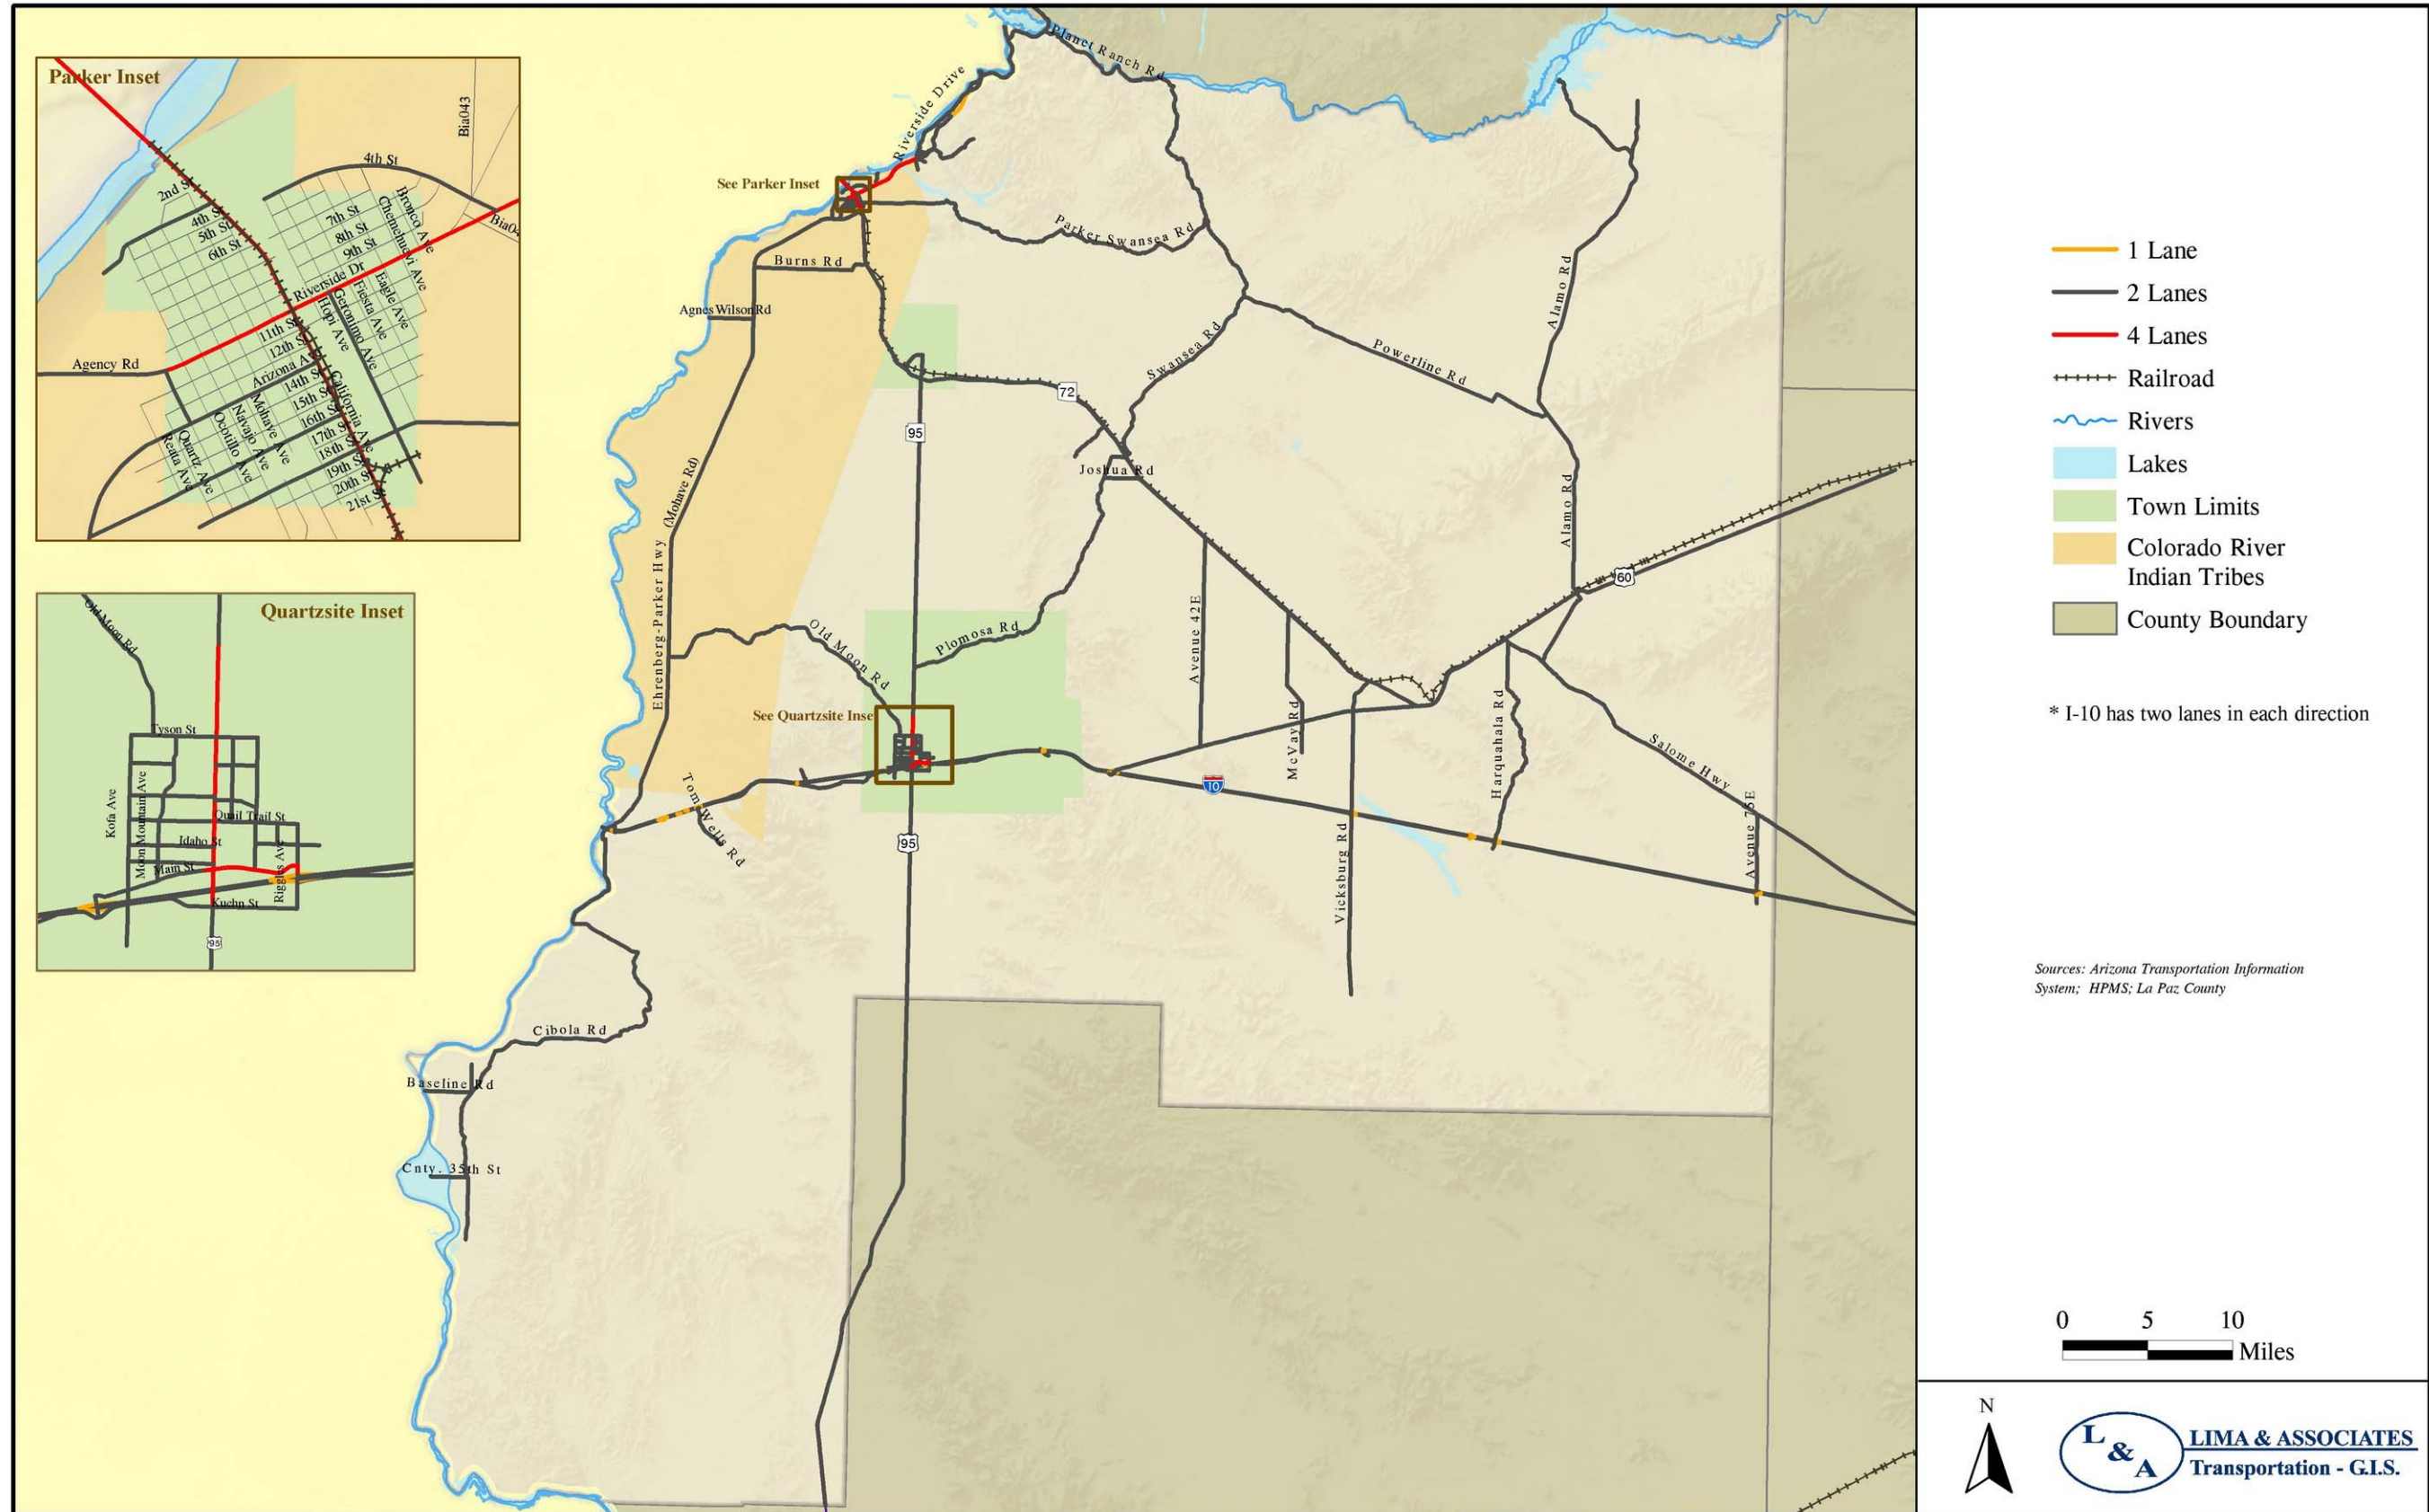 Parker Inset
Bia043
4th St
2nd St
4th St
5th St
6th St
7th St
8th St
9th St
Bronco Ave
Chemehuevi Ave
Riverside Dr
Eagle Ave
Fiesta Ave
Geronimo Ave
Hopi Ave
11th St
12th St
Arizona Av
14th St
15th St
16th St
17th St
18th St
19th St
20th St
21st S
California Ave
Agency Rd
Mohave Ave
Navajo Ave
Ocotillo Ave
Quartz Ave
Reata Ave
Quartzsite Inset
Old Moon Rd
Tyson St
Kofa Ave
Moon Mountain Ave
Quail Trail St
Idaho St
Main St
Riggles Ave
Kuehn St
95
Planet Ranch Rd
Riverside Drive
See Parker Inset
Parker Swansea Rd
Burns Rd
Agnes Wilson Rd
Swansea Rd
Powerline Rd
Alamo Rd
72
95
Joshua Rd
(Mohave Rd)
Ehrenberg-Parker Hwy
Alamo Rd
60
Old Moon Rd
Plomosa Rd
Avenue 42E
McVay Rd
Harquahala Rd
See Quartzsite Inse
Salome Hwy
Tom Wells Rd
10
Avenue 75E
95
Vicksburg Rd
Cibola Rd
Baseline Rd
Cnty. 35th St
1 Lane
2 Lanes
4 Lanes
Railroad
Rivers
Lakes
Town Limits
Colorado River
Indian Tribes
County Boundary
* I-10 has two lanes in each direction
Sources: Arizona Transportation Information
System; HPMS; La Paz County
0 5 10
Miles
N
L & A
LIMA & ASSOCIATES
Transportation - G.I.S.